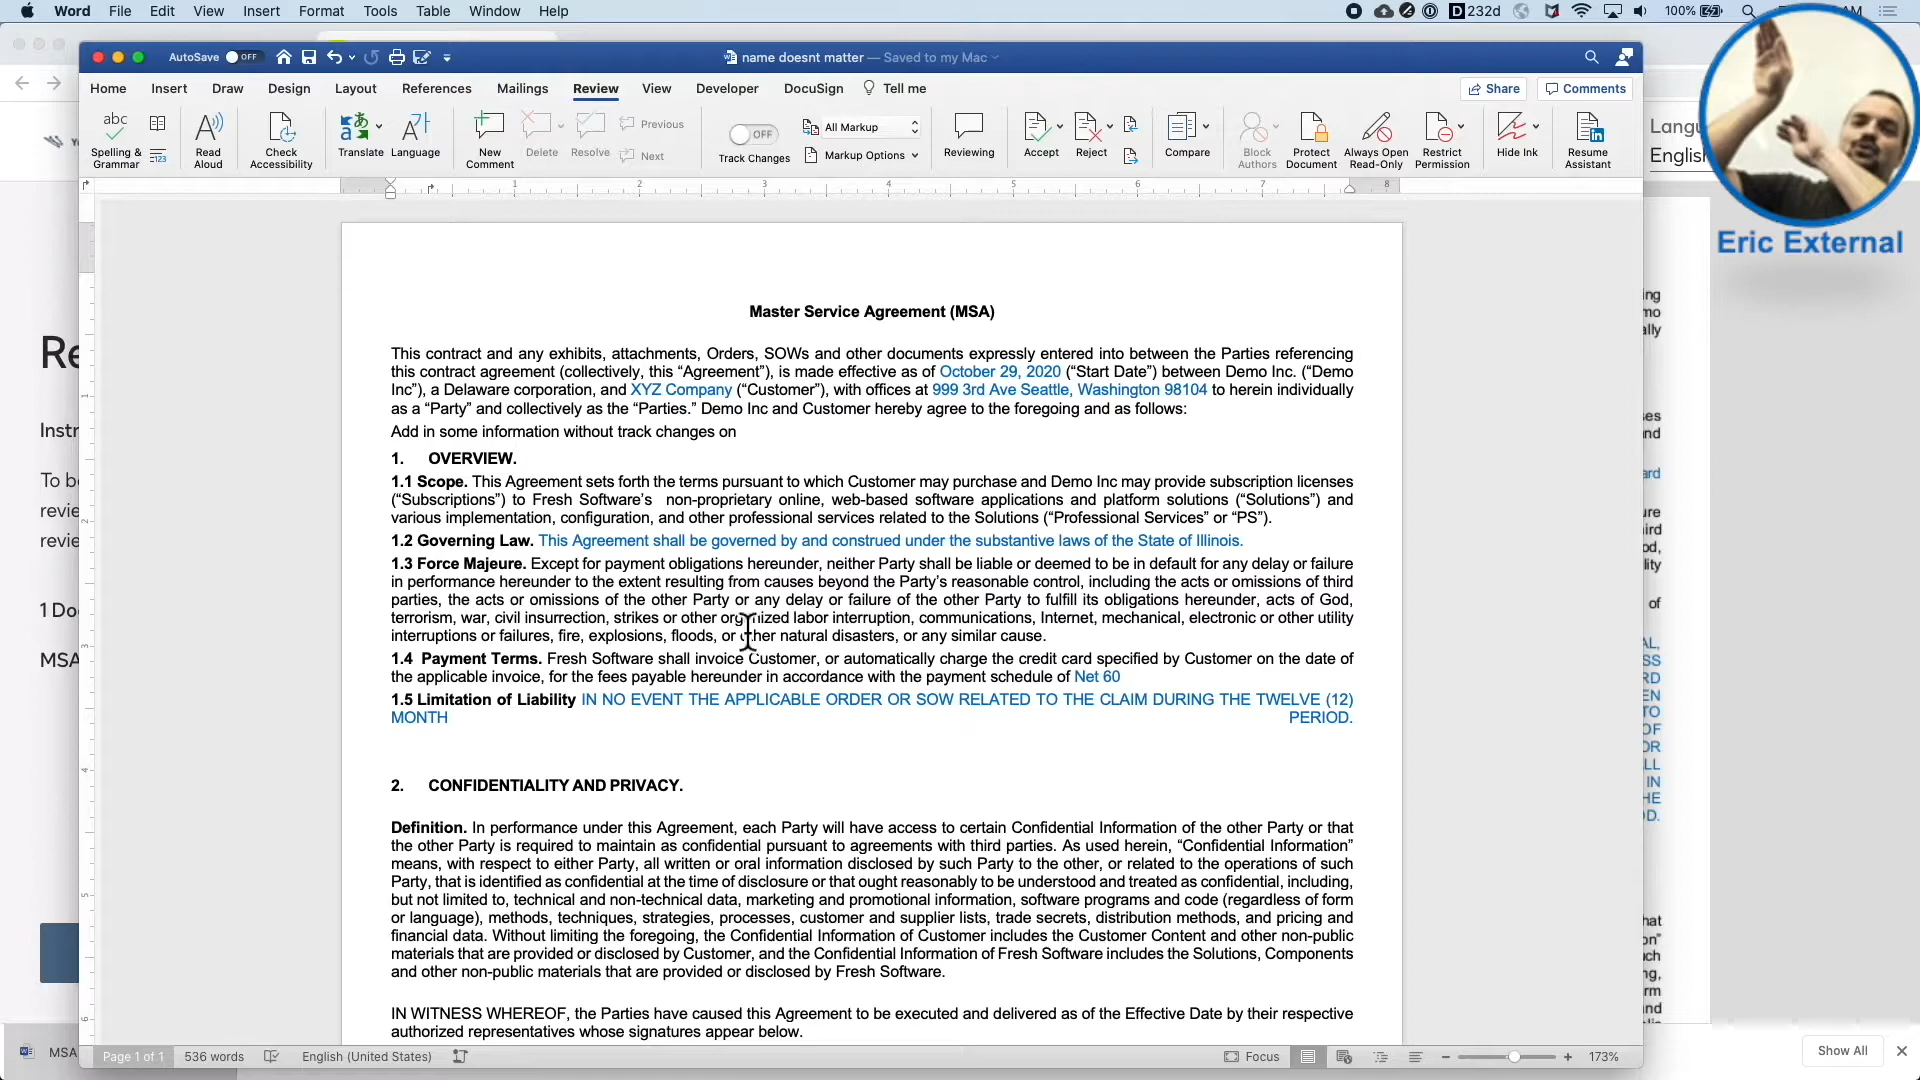 Word File Edit View Insert Format Tools Table Window Help 232d 100% AM
AutoSave OFF name doesnt matter — Saved to my Mac
Home Insert Draw Design Layout References Mailings Review View Developer DocuSign Tell me Share Comments
Spelling & Grammar
Read Aloud
Check Accessibility
Translate
Language
New Comment
Delete
Resolve
Previous
Next
OFF
Track Changes
All Markup
Markup Options
Reviewing
Accept
Reject
Compare
Block Authors
Protect Document
Always Open Read-Only
Restrict Permission
Hide Ink
Resume Assistant
Eric External
Master Service Agreement (MSA)
This contract and any exhibits, attachments, Orders, SOWs and other documents expressly entered into between the Parties referencing
this contract agreement (collectively, this “Agreement”), is made effective as of October 29, 2020 (“Start Date”) between Demo Inc. (“Demo
Inc”), a Delaware corporation, and XYZ Company (“Customer”), with offices at 999 3rd Ave Seattle, Washington 98104 to herein individually
as a “Party” and collectively as the “Parties.” Demo Inc and Customer hereby agree to the foregoing and as follows:
Add in some information without track changes on
1. OVERVIEW.
1.1 Scope. This Agreement sets forth the terms pursuant to which Customer may purchase and Demo Inc may provide subscription licenses
(“Subscriptions”) to Fresh Software’s non-proprietary online, web-based software applications and platform solutions (“Solutions”) and
various implementation, configuration, and other professional services related to the Solutions (“Professional Services” or “PS”).
1.2 Governing Law. This Agreement shall be governed by and construed under the substantive laws of the State of Illinois.
1.3 Force Majeure. Except for payment obligations hereunder, neither Party shall be liable or deemed to be in default for any delay or failure
in performance hereunder to the extent resulting from causes beyond the Party’s reasonable control, including the acts or omissions of third
parties, the acts or omissions of the other Party or any delay or failure of the other Party to fulfill its obligations hereunder, acts of God,
terrorism, war, civil insurrection, strikes or other organized labor interruption, communications, Internet, mechanical, electronic or other utility
interruptions or failures, fire, explosions, floods, or other natural disasters, or any similar cause.
1.4 Payment Terms. Fresh Software shall invoice Customer, or automatically charge the credit card specified by Customer on the date of
the applicable invoice, for the fees payable hereunder in accordance with the payment schedule of Net 60
1.5 Limitation of Liability IN NO EVENT THE APPLICABLE ORDER OR SOW RELATED TO THE CLAIM DURING THE TWELVE (12)
MONTH PERIOD.
2. CONFIDENTIALITY AND PRIVACY.
Definition. In performance under this Agreement, each Party will have access to certain Confidential Information of the other Party or that
the other Party is required to maintain as confidential pursuant to agreements with third parties. As used herein, “Confidential Information”
means, with respect to either Party, all written or oral information disclosed by such Party to the other, or related to the operations of such
Party, that is identified as confidential at the time of disclosure or that ought reasonably to be understood and treated as confidential, including,
but not limited to, technical and non-technical data, marketing and promotional information, software programs and code (regardless of form
or language), methods, techniques, strategies, processes, customer and supplier lists, trade secrets, distribution methods, and pricing and
financial data. Without limiting the foregoing, the Confidential Information of Customer includes the Customer Content and other non-public
materials that are provided or disclosed by Customer, and the Confidential Information of Fresh Software includes the Solutions, Components
and other non-public materials that are provided or disclosed by Fresh Software.
IN WITNESS WHEREOF, the Parties have caused this Agreement to be executed and delivered as of the Effective Date by their respective
authorized representatives whose signatures appear below.
Page 1 of 1 536 words English (United States) Focus 173%
MSA
Show All